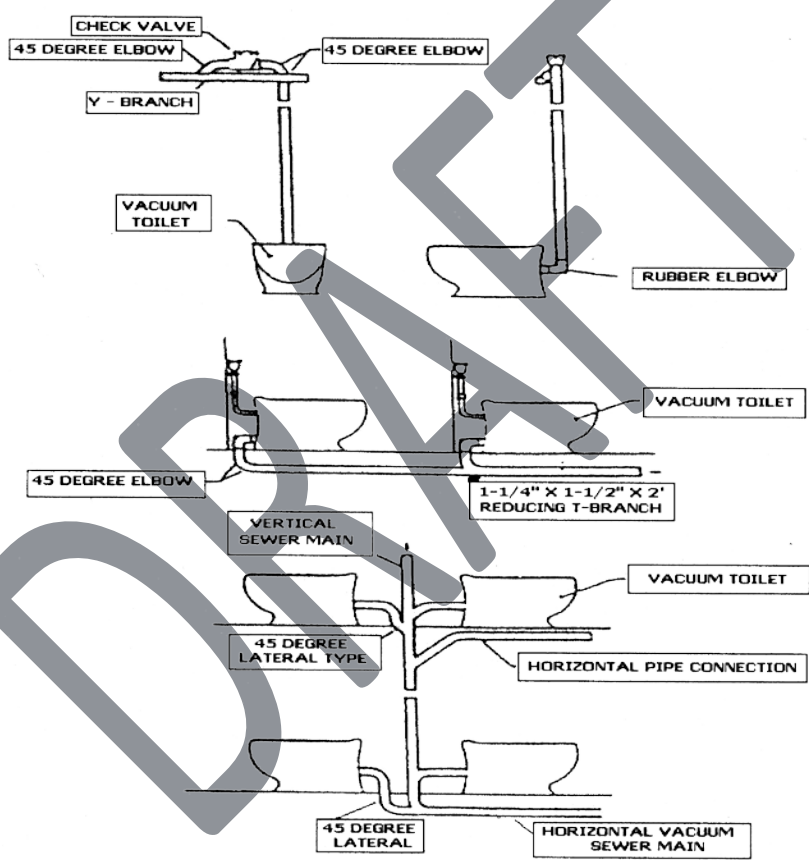 CHECK VALVE
45 DEGREE ELBOW
45 DEGREE ELBOW
Y - BRANCH
VACUUM
TOILET
RUBBER ELBOW
VACUUM TOILET
45 DEGREE ELBOW
1-1/4" X 1-1/2" X 2'
REDUCING T-BRANCH
VERTICAL
SEWER MAIN
VACUUM TOILET
45 DEGREE
LATERAL TYPE
HORIZONTAL PIPE CONNECTION
45 DEGREE
LATERAL
HORIZONTAL VACUUM
SEWER MAIN
DRAFT